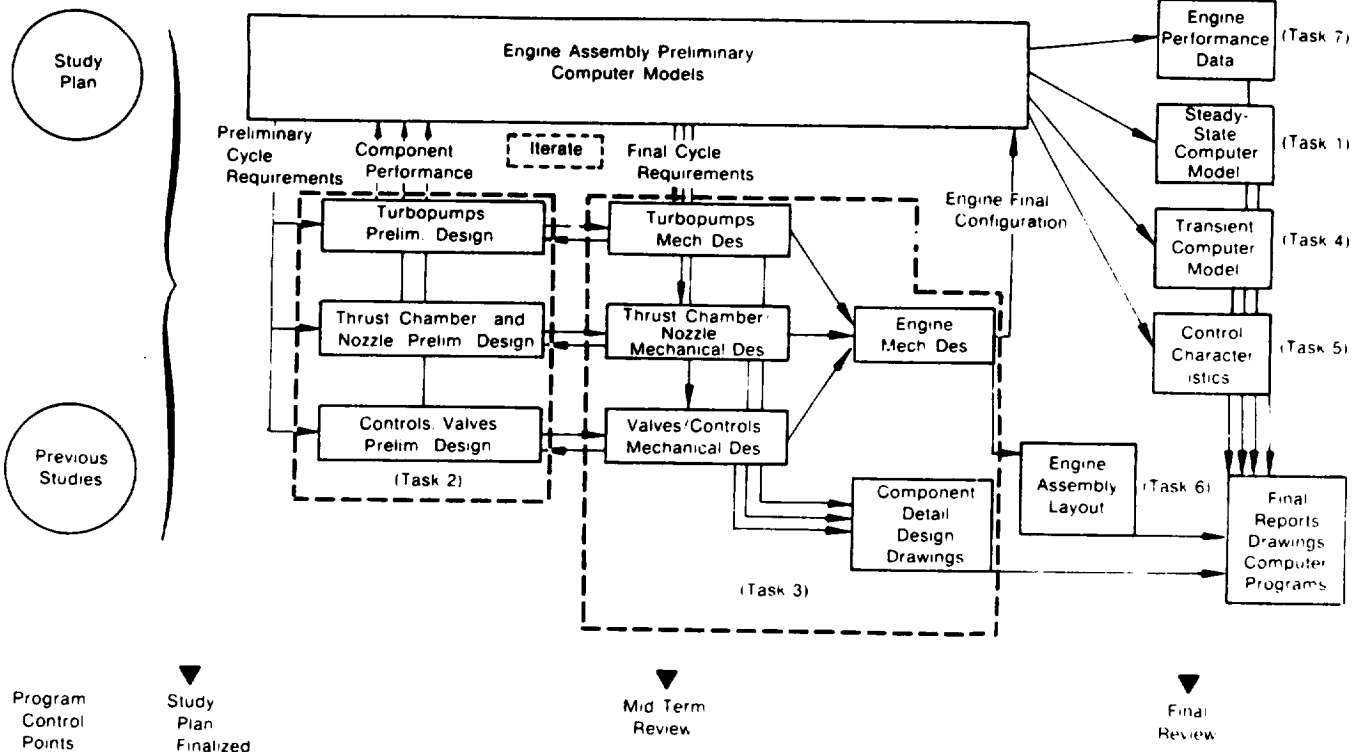 Study
Plan
Engine Assembly Preliminary
Computer Models
Engine
Performance
Data
(Task 7)
Steady-
State
Computer
Model
(Task 1)
Transient
Computer
Model
(Task 4)
Control
Character
istics
(Task 5)
Preliminary
Cycle
Requirements
Component
Performance
Iterate
Final Cycle
Requirements
Engine Final
Configuration
Turbopumps
Prelim. Design
Thrust Chamber and
Nozzle Prelim Design
Controls. Valves
Prelim. Design
(Task 2)
Turbopumps
Mech Des
Thrust Chamber/
Nozzle
Mechanical Des
Valves/Controls
Mechanical Des
Engine
Mech Des
Component
Detail
Design
Drawings
(Task 3)
Previous
Studies
Engine
Assembly
Layout
(Task 6)
Final
Reports
Drawings
Computer
Programs
Program
Control
Points
Study
Plan
Finalized
Mid Term
Review
Final
Review